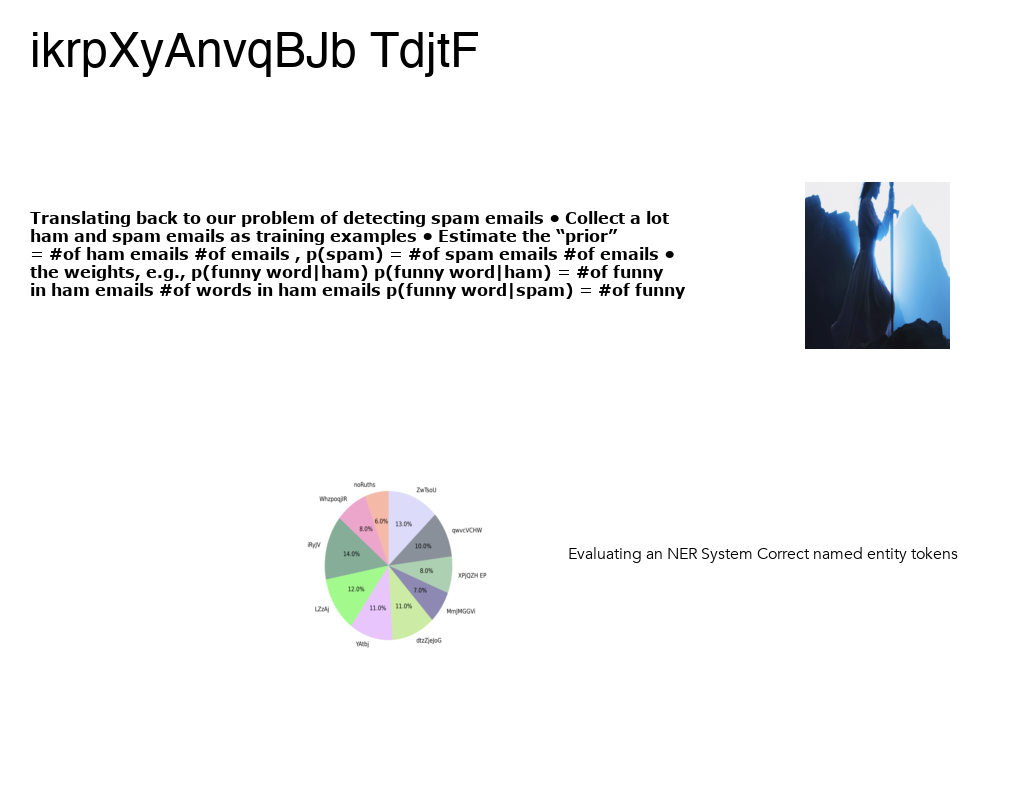 ikrpXyAnvqBJb TdjtF
Translating back to our problem of detecting spam emails • Collect a lot
ham and spam emails as training examples • Estimate the “prior”
= #of ham emails #of emails , p(spam) = #of spam emails #of emails •
the weights, e.g., p(funny word|ham) p(funny word|ham) = #of funny
in ham emails #of words in ham emails p(funny word|spam) = #of funny
noRuths
ZwTsoU
WhzpoqjIR
qwvcVCHW
6.0%
13.0%
8.0%
10.0%
iRyJV
14.0%
8.0%
XPjQZH EP
12.0%
7.0%
LZzAj
11.0%
11.0%
MmjMGGVi
YAtbj
dtzZjeJoG
Evaluating an NER System Correct named entity tokens